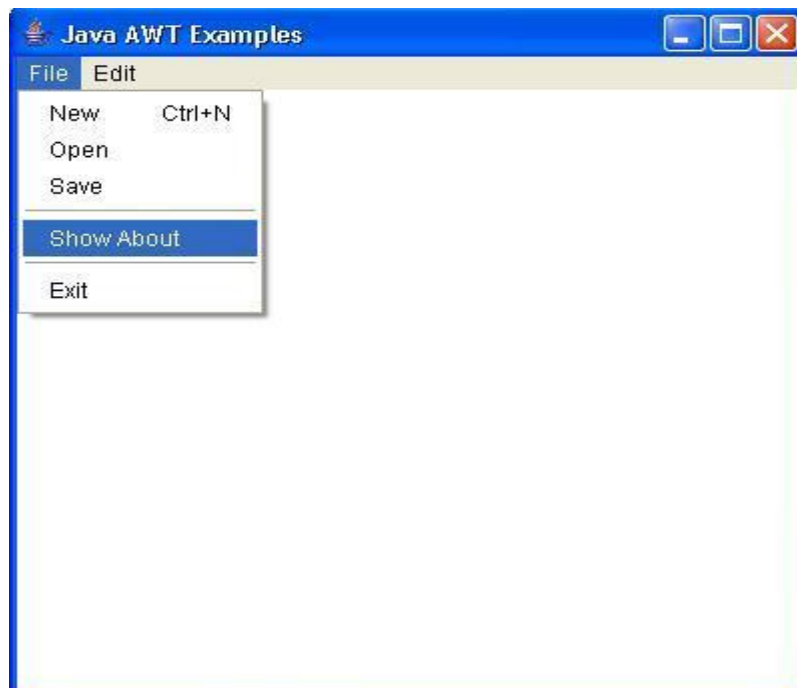 Java AWT Examples
File Edit
New Ctrl+N
Open
Save
Show About
Exit